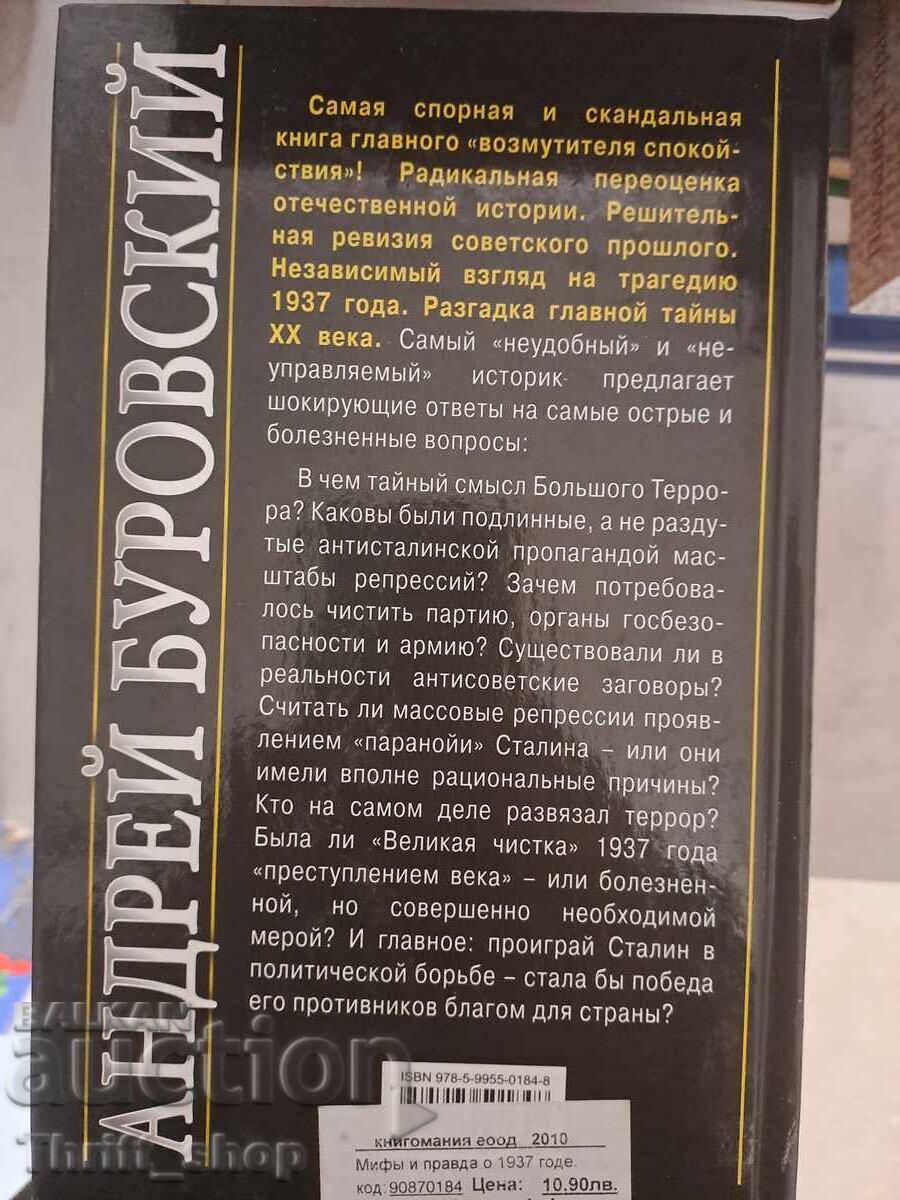 АНДРЕЙ БУРОВСКИЙ
Самая спорная и скандальная
книга главного «возмутителя спокой-
ствия»! Радикальная переоценка
отечественной истории. Решитель-
ная ревизия советского прошлого.
Независимый взгляд на трагедию
1937 года. Разгадка главной тайны
XX века. Самый «неудобный» и «не-
управляемый» историк предлагает
шокирующие ответы на самые острые и
болезненные вопросы:
В чем тайный смысл Большого Терро-
ра? Каковы были подлинные, а не разду-
тые антисталинской пропагандой мас-
штабы репрессий? Зачем потребова-
лось чистить партию, органы госбезо-
пасности и армию? Существовали ли в
реальности антисоветские заговоры?
Считать ли массовые репрессии прояв-
лением «паранойи» Сталина – или они
имели вполне рациональные причины?
Кто на самом деле развязал террор?
Была ли «Великая чистка» 1937 года
«преступлением века» – или болезнен-
ной, но совершенно необходимой
мерой? И главное: проиграй Сталин в
политической борьбе – стала бы победа
его противников благом для страны?
BALKAN
auction
Thrift_shop
ISBN 978-5-9955-0184-8
книгомания еоод 2010
Мифы и правда о 1937 годе.
код: 90870184 Цена: 10.90лв.